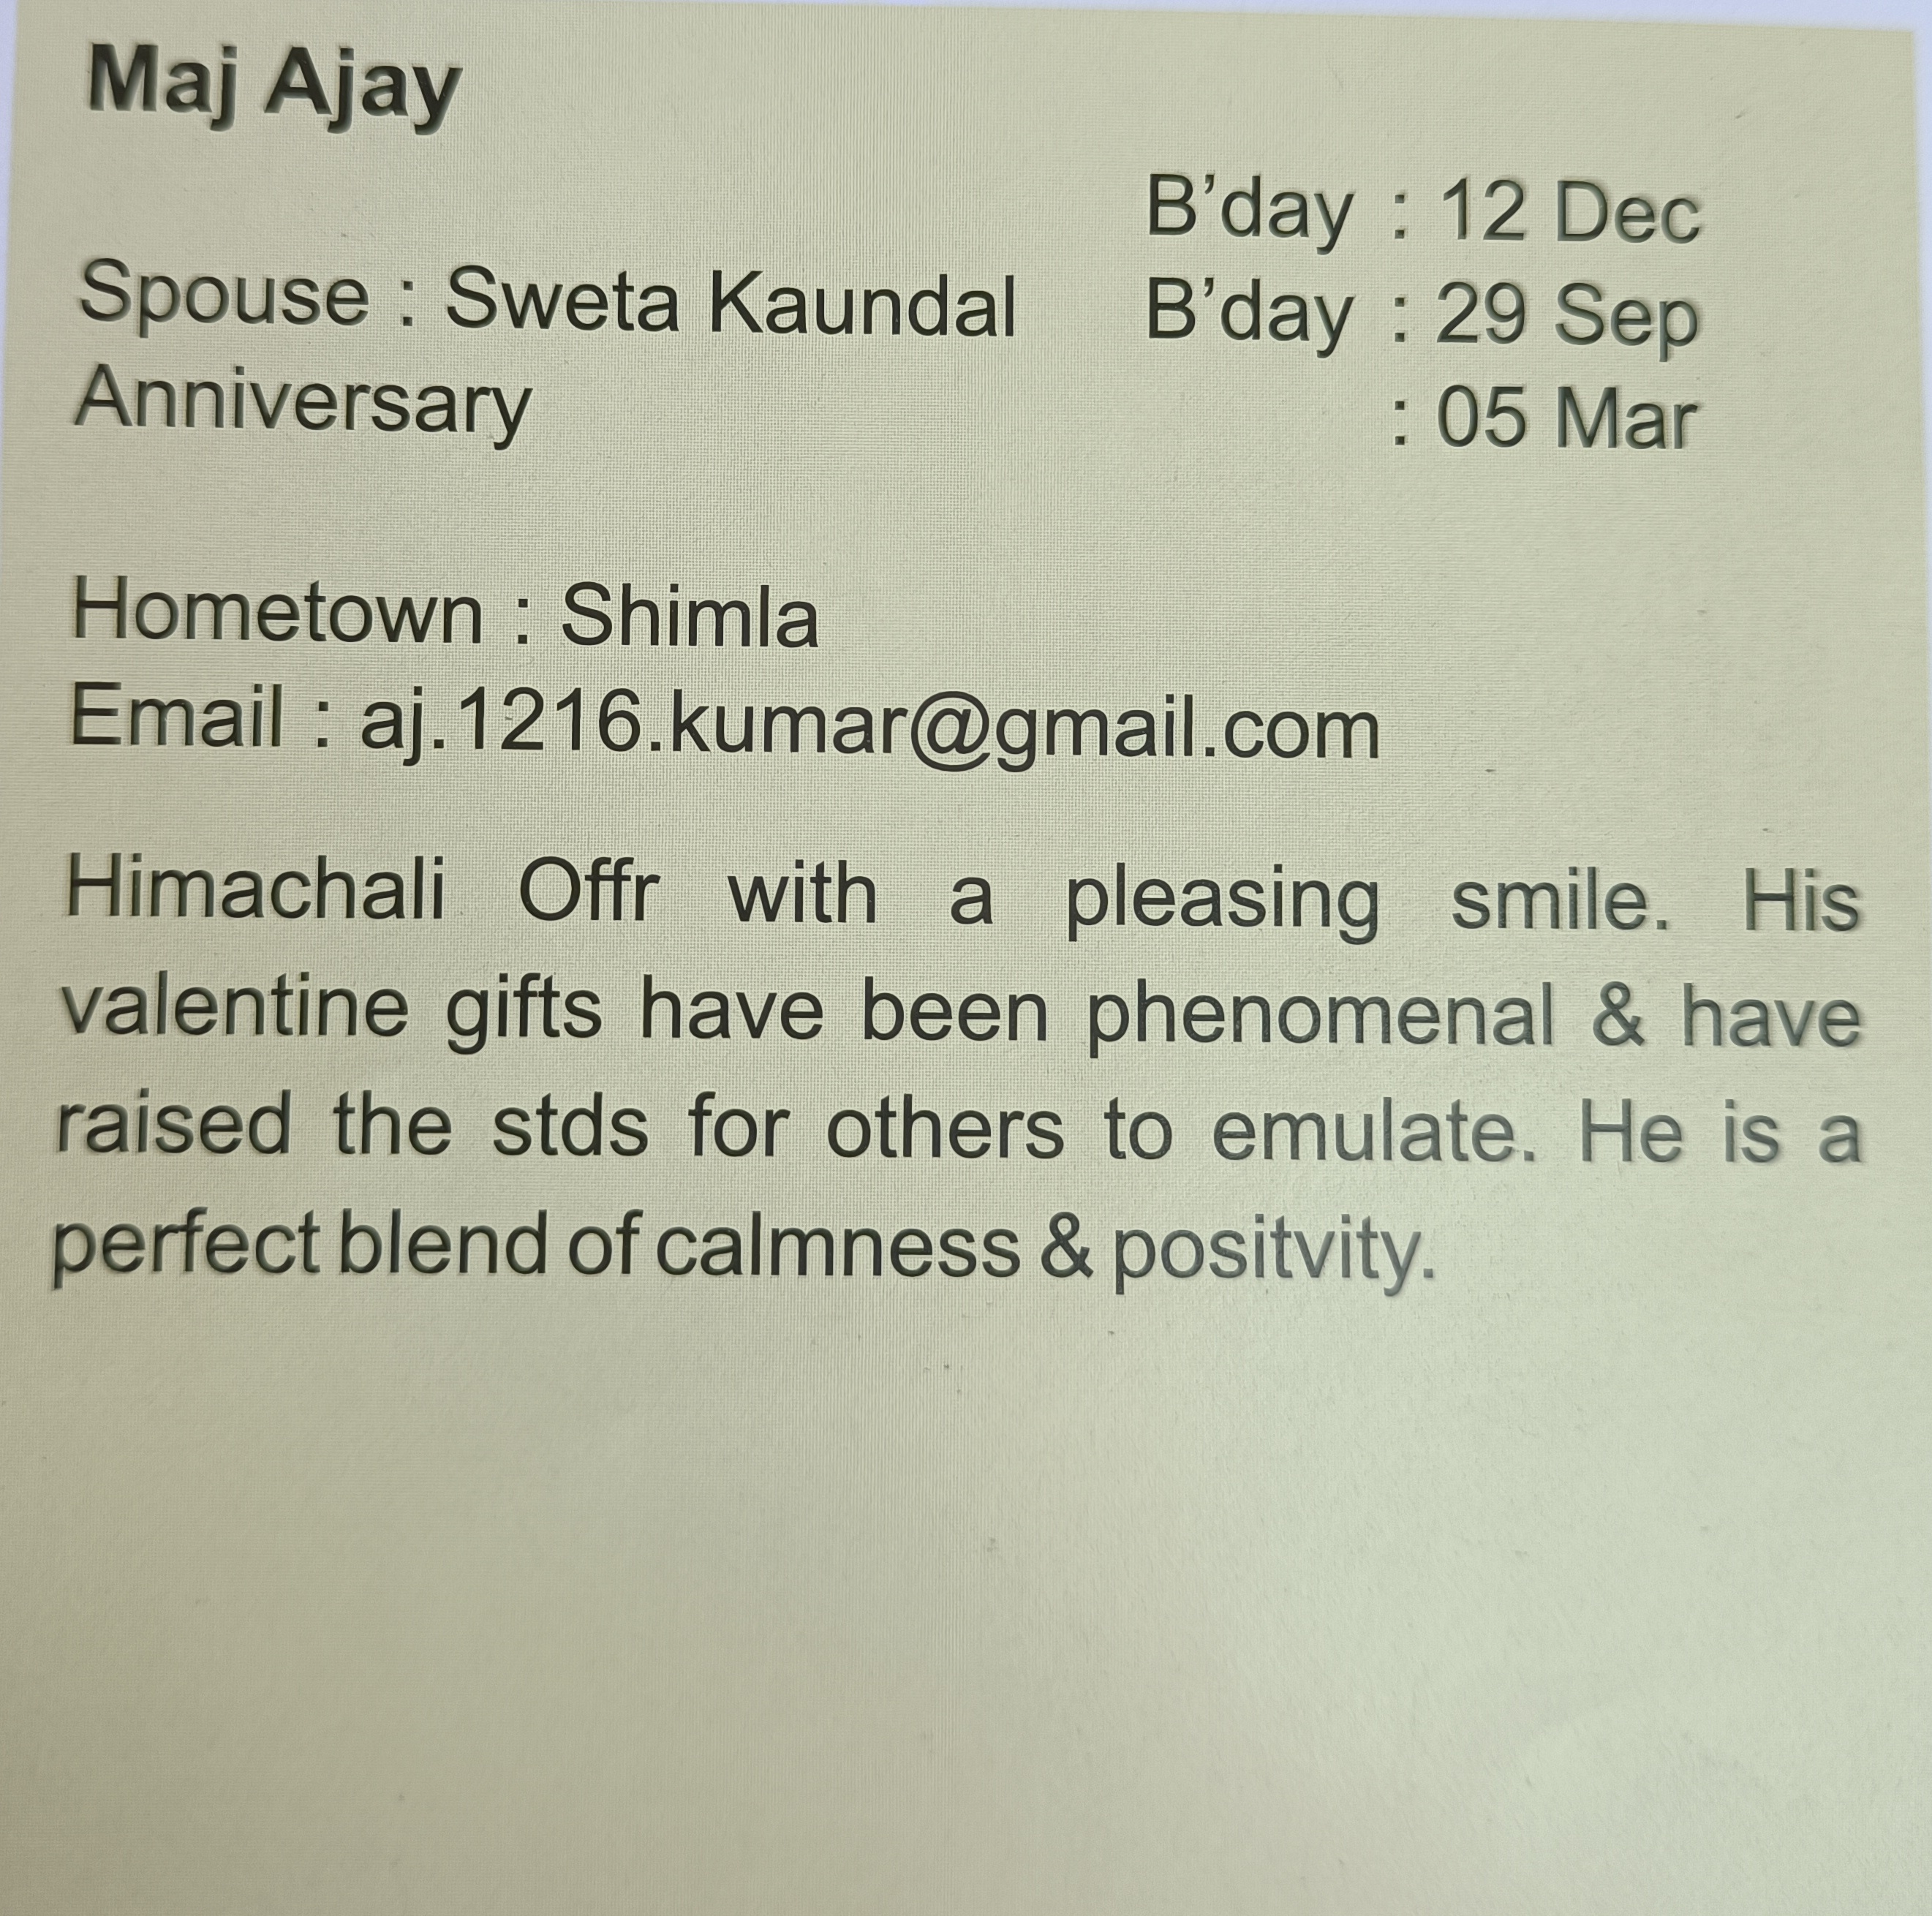 Maj Ajay
B’day : 12 Dec
Spouse : Sweta Kaundal B’day : 29 Sep
Anniversary : 05 Mar
Hometown : Shimla
Email : aj.1216.kumar@gmail.com
Himachali Offr with a pleasing smile. His
valentine gifts have been phenomenal & have
raised the stds for others to emulate. He is a
perfect blend of calmness & positvity.